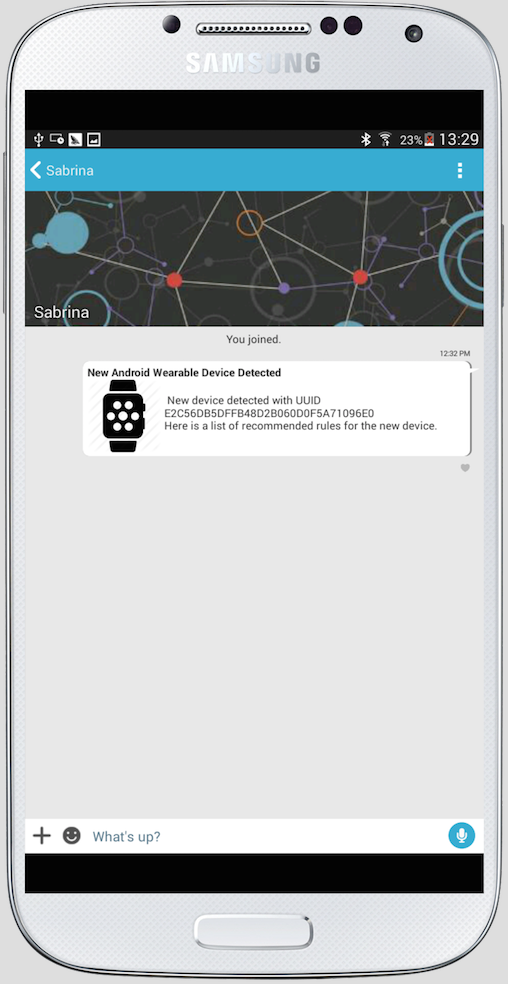 SAMSUNG
23% 13:29
Sabrina
Sabrina
You joined.
12:32 PM
New Android Wearable Device Detected
New device detected with UUID
E2C56DB5DFFB48D2B060D0F5A71096E0
Here is a list of recommended rules for the new device.
What's up?